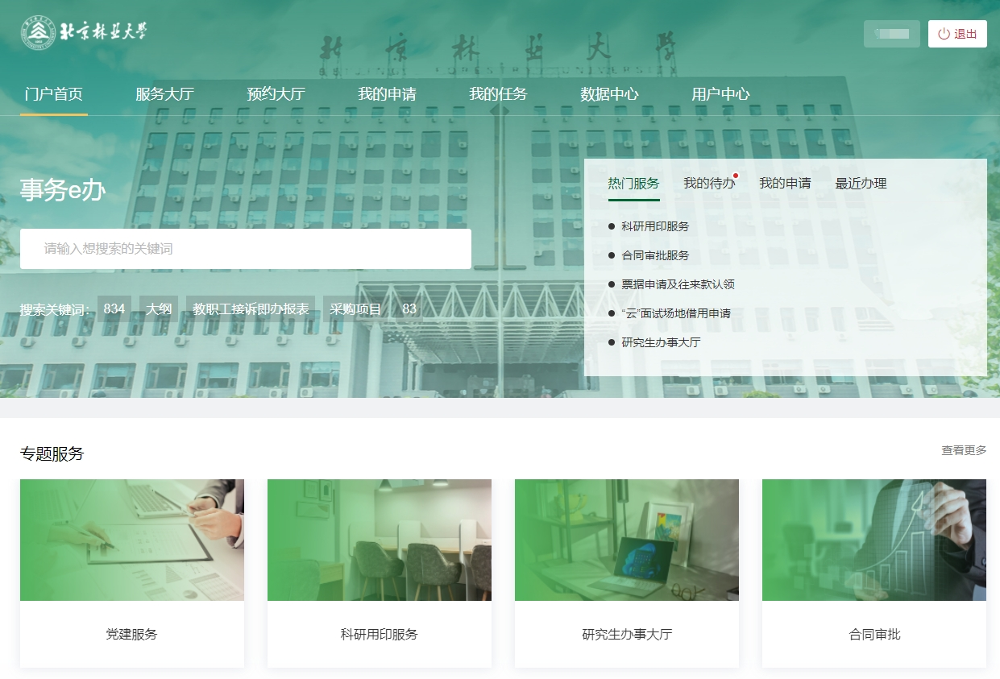 北京林业大学
北京林业大学
退出
门户首页
服务大厅
预约大厅
我的申请
我的任务
数据中心
用户中心
事务e办
请输入想搜索的关键词
搜索关键词:
834
大纲
教职工接诉即办报表
采购项目
83
热门服务
我的待办
我的申请
最近办理
科研用印服务
合同审批服务
票据申请及往来款认领
“云”面试场地借用申请
研究生办事大厅
专题服务
查看更多
党建服务
科研用印服务
研究生办事大厅
合同审批